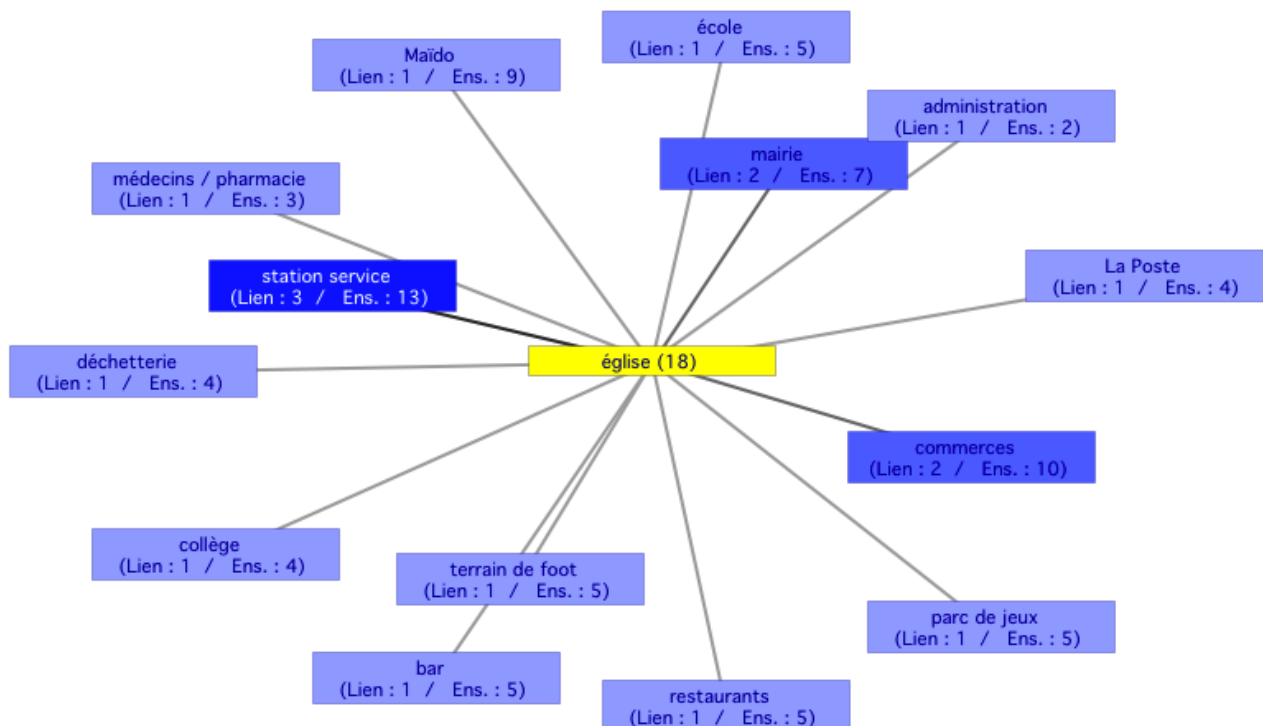 école
(Lien : 1 / Ens. : 5)
Maïdo
(Lien : 1 / Ens. : 9)
administration
(Lien : 1 / Ens. : 2)
mairie
(Lien : 2 / Ens. : 7)
médecins / pharmacie
(Lien : 1 / Ens. : 3)
station service
(Lien : 3 / Ens. : 13)
La Poste
(Lien : 1 / Ens. : 4)
déchetterie
(Lien : 1 / Ens. : 4)
église (18)
commerces
(Lien : 2 / Ens. : 10)
collège
(Lien : 1 / Ens. : 4)
terrain de foot
(Lien : 1 / Ens. : 5)
parc de jeux
(Lien : 1 / Ens. : 5)
bar
(Lien : 1 / Ens. : 5)
restaurants
(Lien : 1 / Ens. : 5)